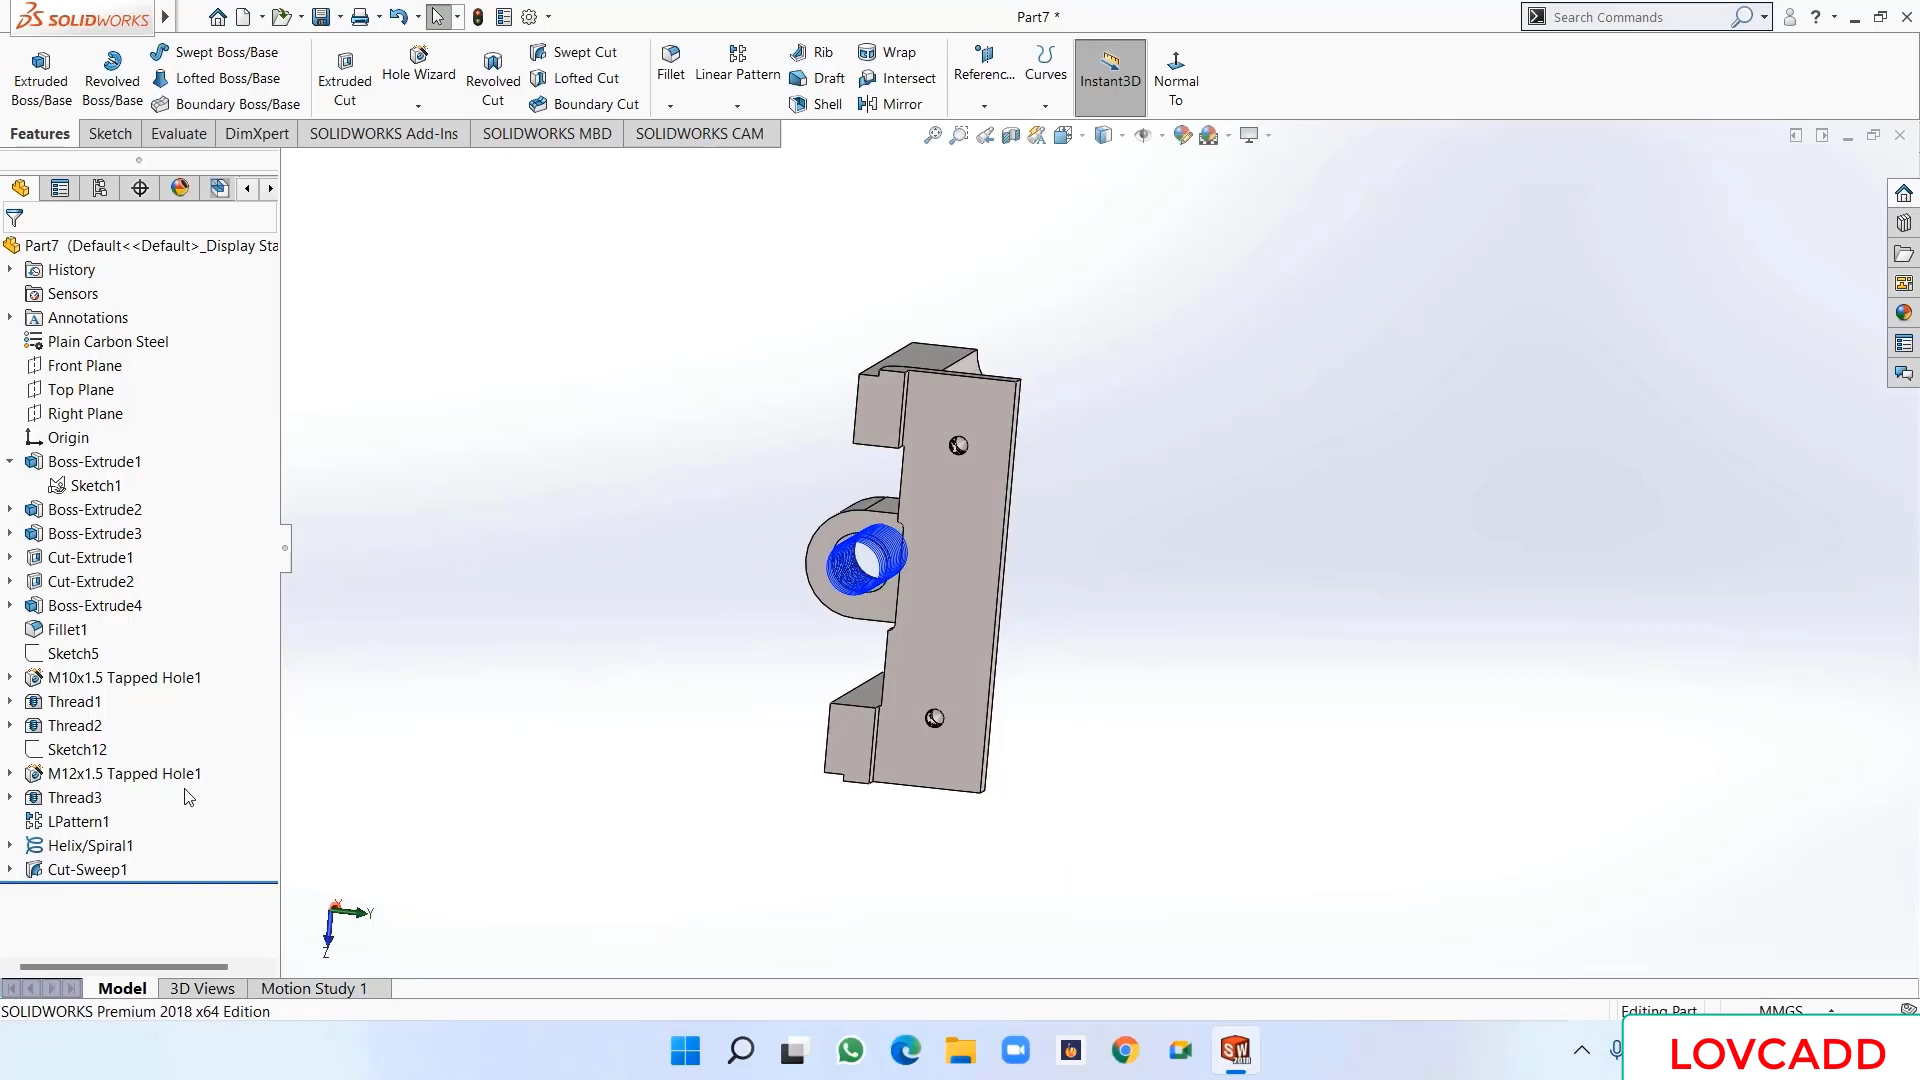 SOLIDWORKS
Part7 *
Search Commands
Extruded Boss/Base
Revolved Boss/Base
Swept Boss/Base
Lofted Boss/Base
Boundary Boss/Base
Extruded Cut
Hole Wizard
Revolved Cut
Swept Cut
Lofted Cut
Boundary Cut
Fillet
Linear Pattern
Rib
Draft
Shell
Wrap
Intersect
Mirror
Referenc...
Curves
Instant3D
Normal To
Features
Sketch
Evaluate
DimXpert
SOLIDWORKS Add-Ins
SOLIDWORKS MBD
SOLIDWORKS CAM
Part7 (Default<<Default>_Display Sta
History
Sensors
Annotations
Plain Carbon Steel
Front Plane
Top Plane
Right Plane
Origin
Boss-Extrude1
Sketch1
Boss-Extrude2
Boss-Extrude3
Cut-Extrude1
Cut-Extrude2
Boss-Extrude4
Fillet1
Sketch5
M10x1.5 Tapped Hole1
Thread1
Thread2
Sketch12
M12x1.5 Tapped Hole1
Thread3
LPattern1
Helix/Spiral1
Cut-Sweep1
X
Y
Z
Model
3D Views
Motion Study 1
SOLIDWORKS Premium 2018 x64 Edition
Editing Part
MMGS
SW
2018
LOVCADD